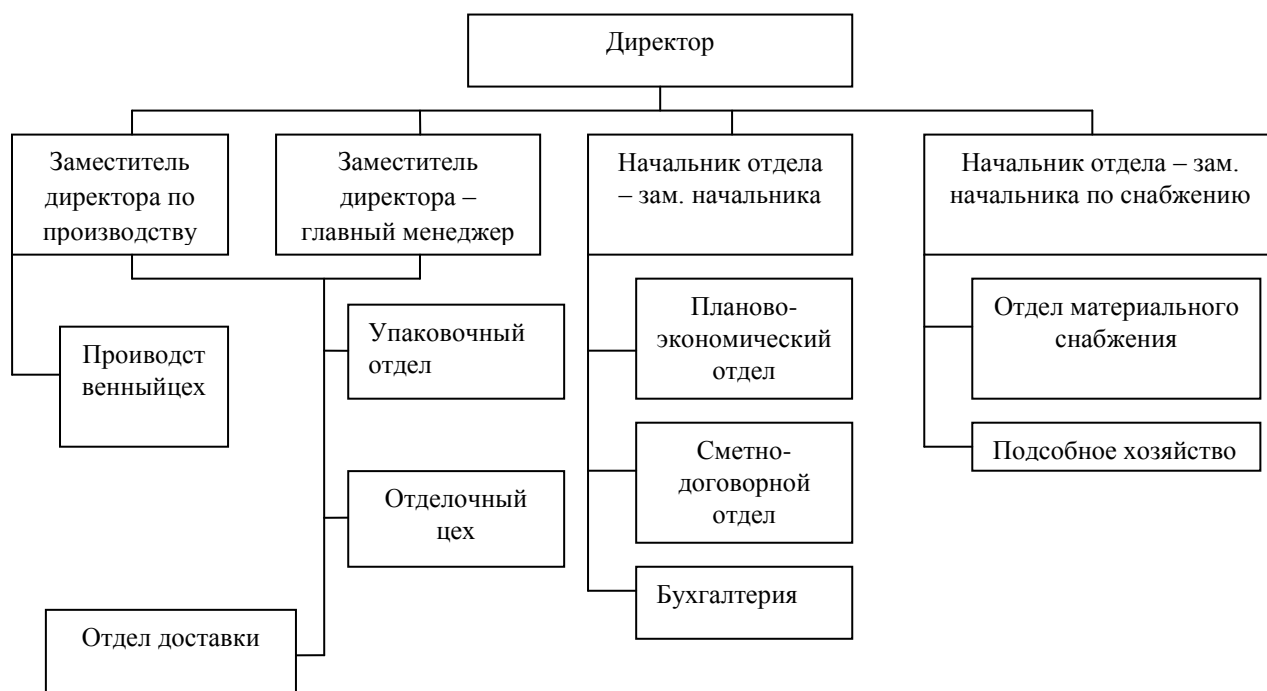 Директор
Заместитель
директора по
производству
Заместитель
директора –
главный менеджер
Начальник отдела
– зам. начальника
Начальник отдела – зам.
начальника по снабжению
Проиводст
венныйцех
Упаковочный
отдел
Планово-
экономический
отдел
Отдел материального
снабжения
Отделочный
цех
Сметно-
договорной
отдел
Подсобное хозяйство
Отдел доставки
Бухгалтерия